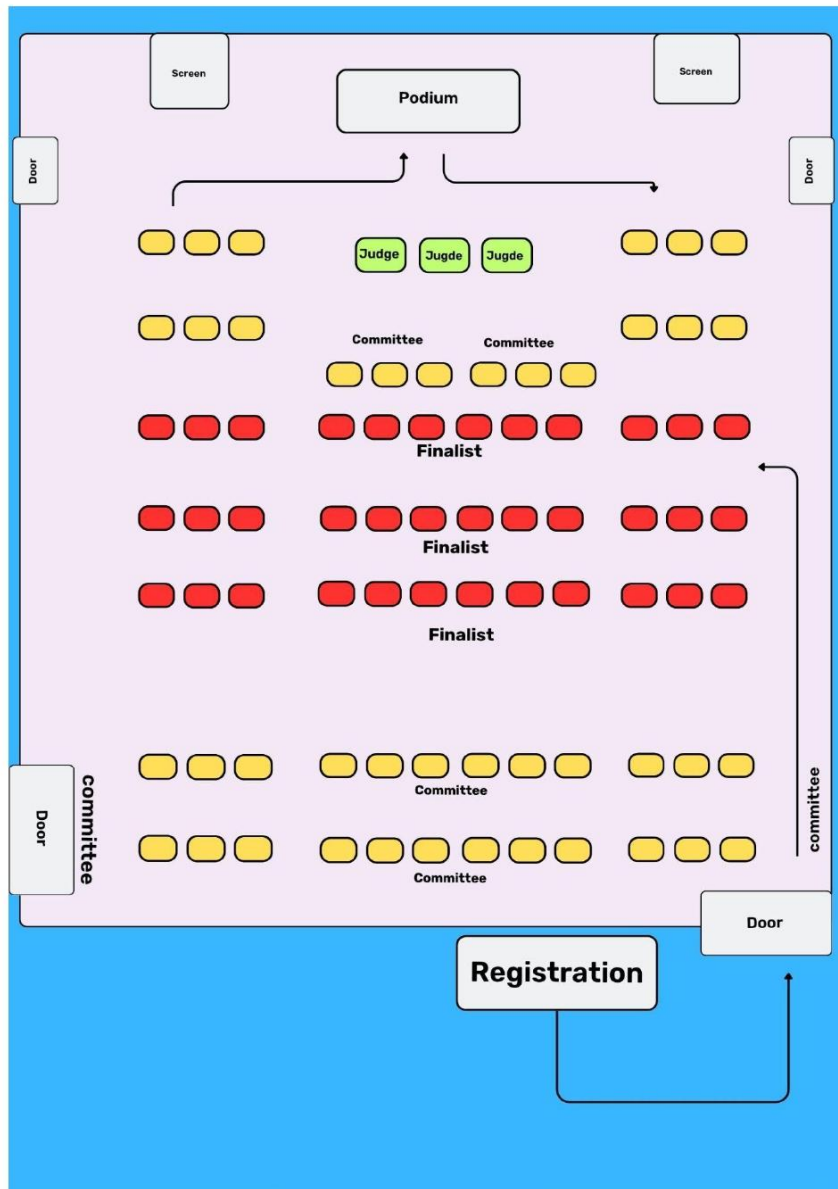 Screen
Screen
Podium
Door
Door
Judge
Jugde
Jugde
Committee
Committee
Finalist
Finalist
Finalist
Committee
committee
Door
committee
Committee
Door
Registration